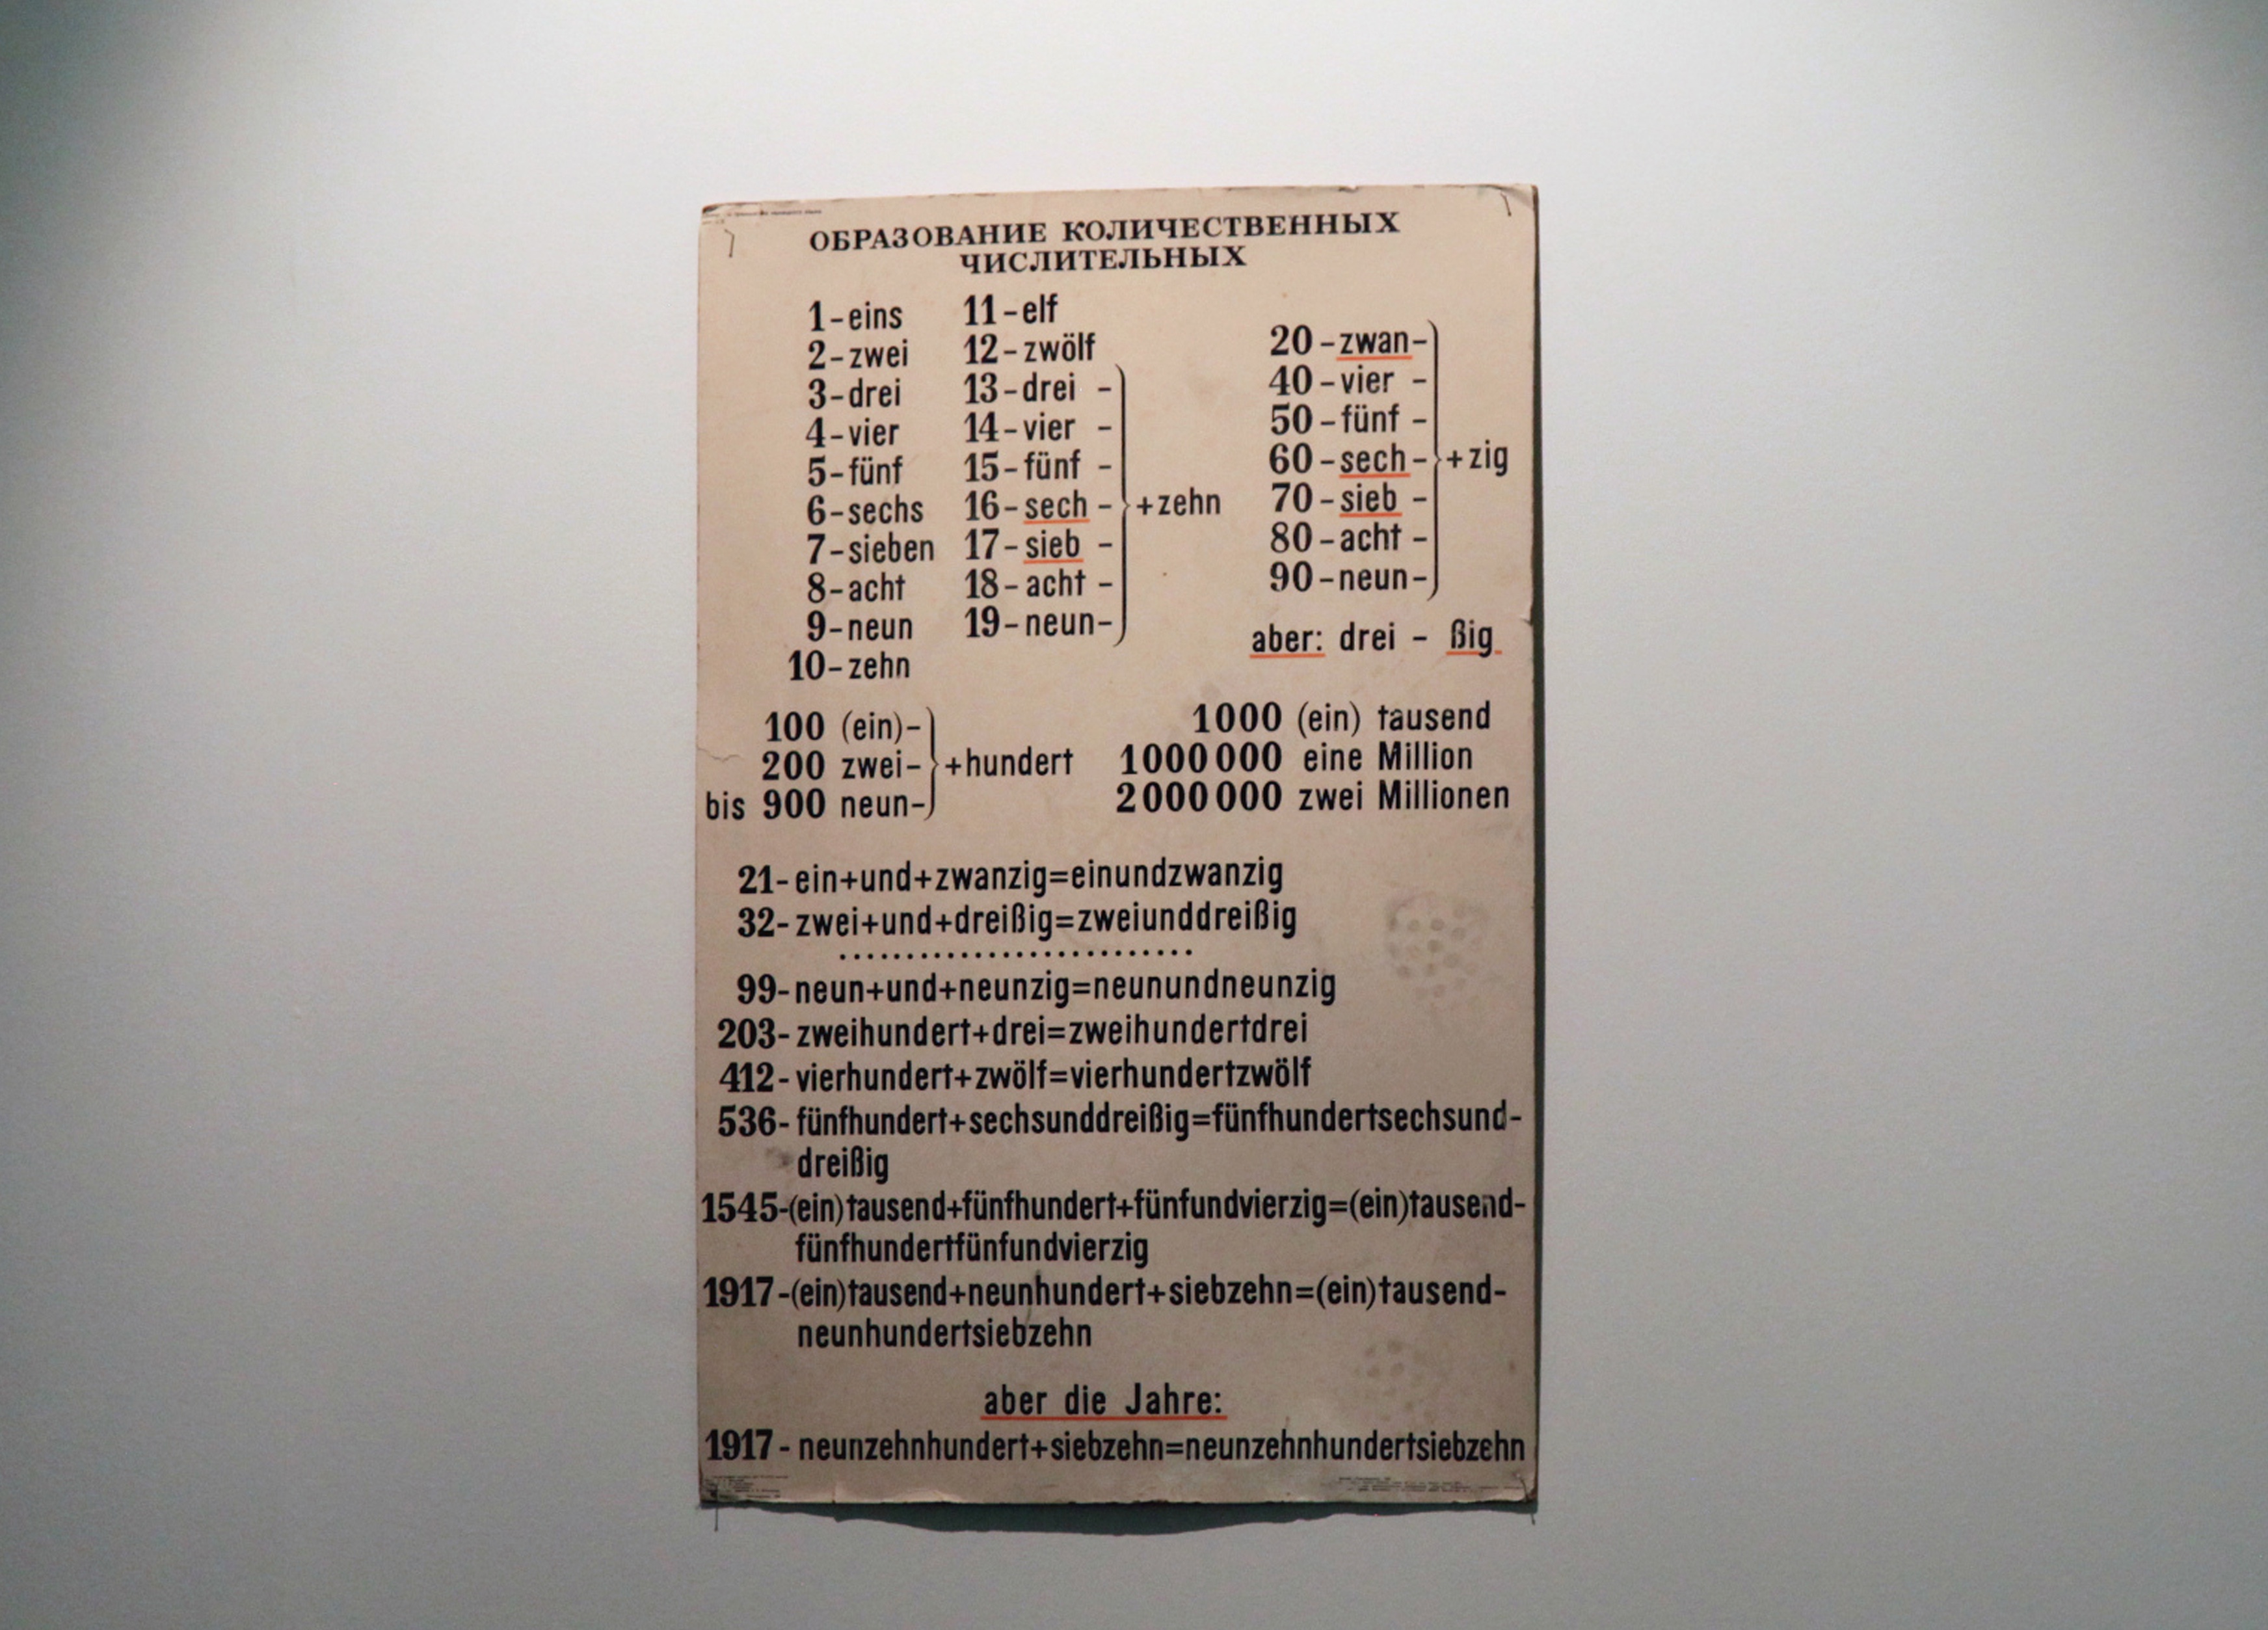 ОБРАЗОВАНИЕ КОЛИЧЕСТВЕННЫХ
ЧИСЛИТЕЛЬНЫХ
1-eins
2-zwei
3-drei
4-vier
5-fünf
6-sechs
7-sieben
8-acht
9-neun
10-zehn
11-elf
12-zwölf
13-drei -
14-vier -
15-fünf -
16-sech -
17-sieb -
18-acht -
19-neun-
+zehn
20-zwan-
40-vier -
50-fünf -
60-sech-
70-sieb -
80-acht -
90-neun-
+zig
aber: drei - ßig
100 (ein)-
200 zwei-
bis 900 neun-
+hundert
1000 (ein) tausend
1000000 eine Million
2000000 zwei Millionen
21-ein+und+zwanzig=einundzwanzig
32-zwei+und+dreißig=zweiunddreißig
..........................
99-neun+und+neunzig=neunundneunzig
203-zweihundert+drei=zweihundertdrei
412-vierhundert+zwölf=vierhundertzwölf
536-fünfhundert+sechsunddreißig=fünfhundertsechsund-
dreißig
1545-(ein)tausend+fünfhundert+fünfundvierzig=(ein)tausend-
fünfhundertfünfundvierzig
1917-(ein)tausend+neunhundert+siebzehn=(ein)tausend-
neunhundertsiebzehn
aber die Jahre:
1917-neunzehnhundert+siebzehn=neunzehnhundertsiebzehn